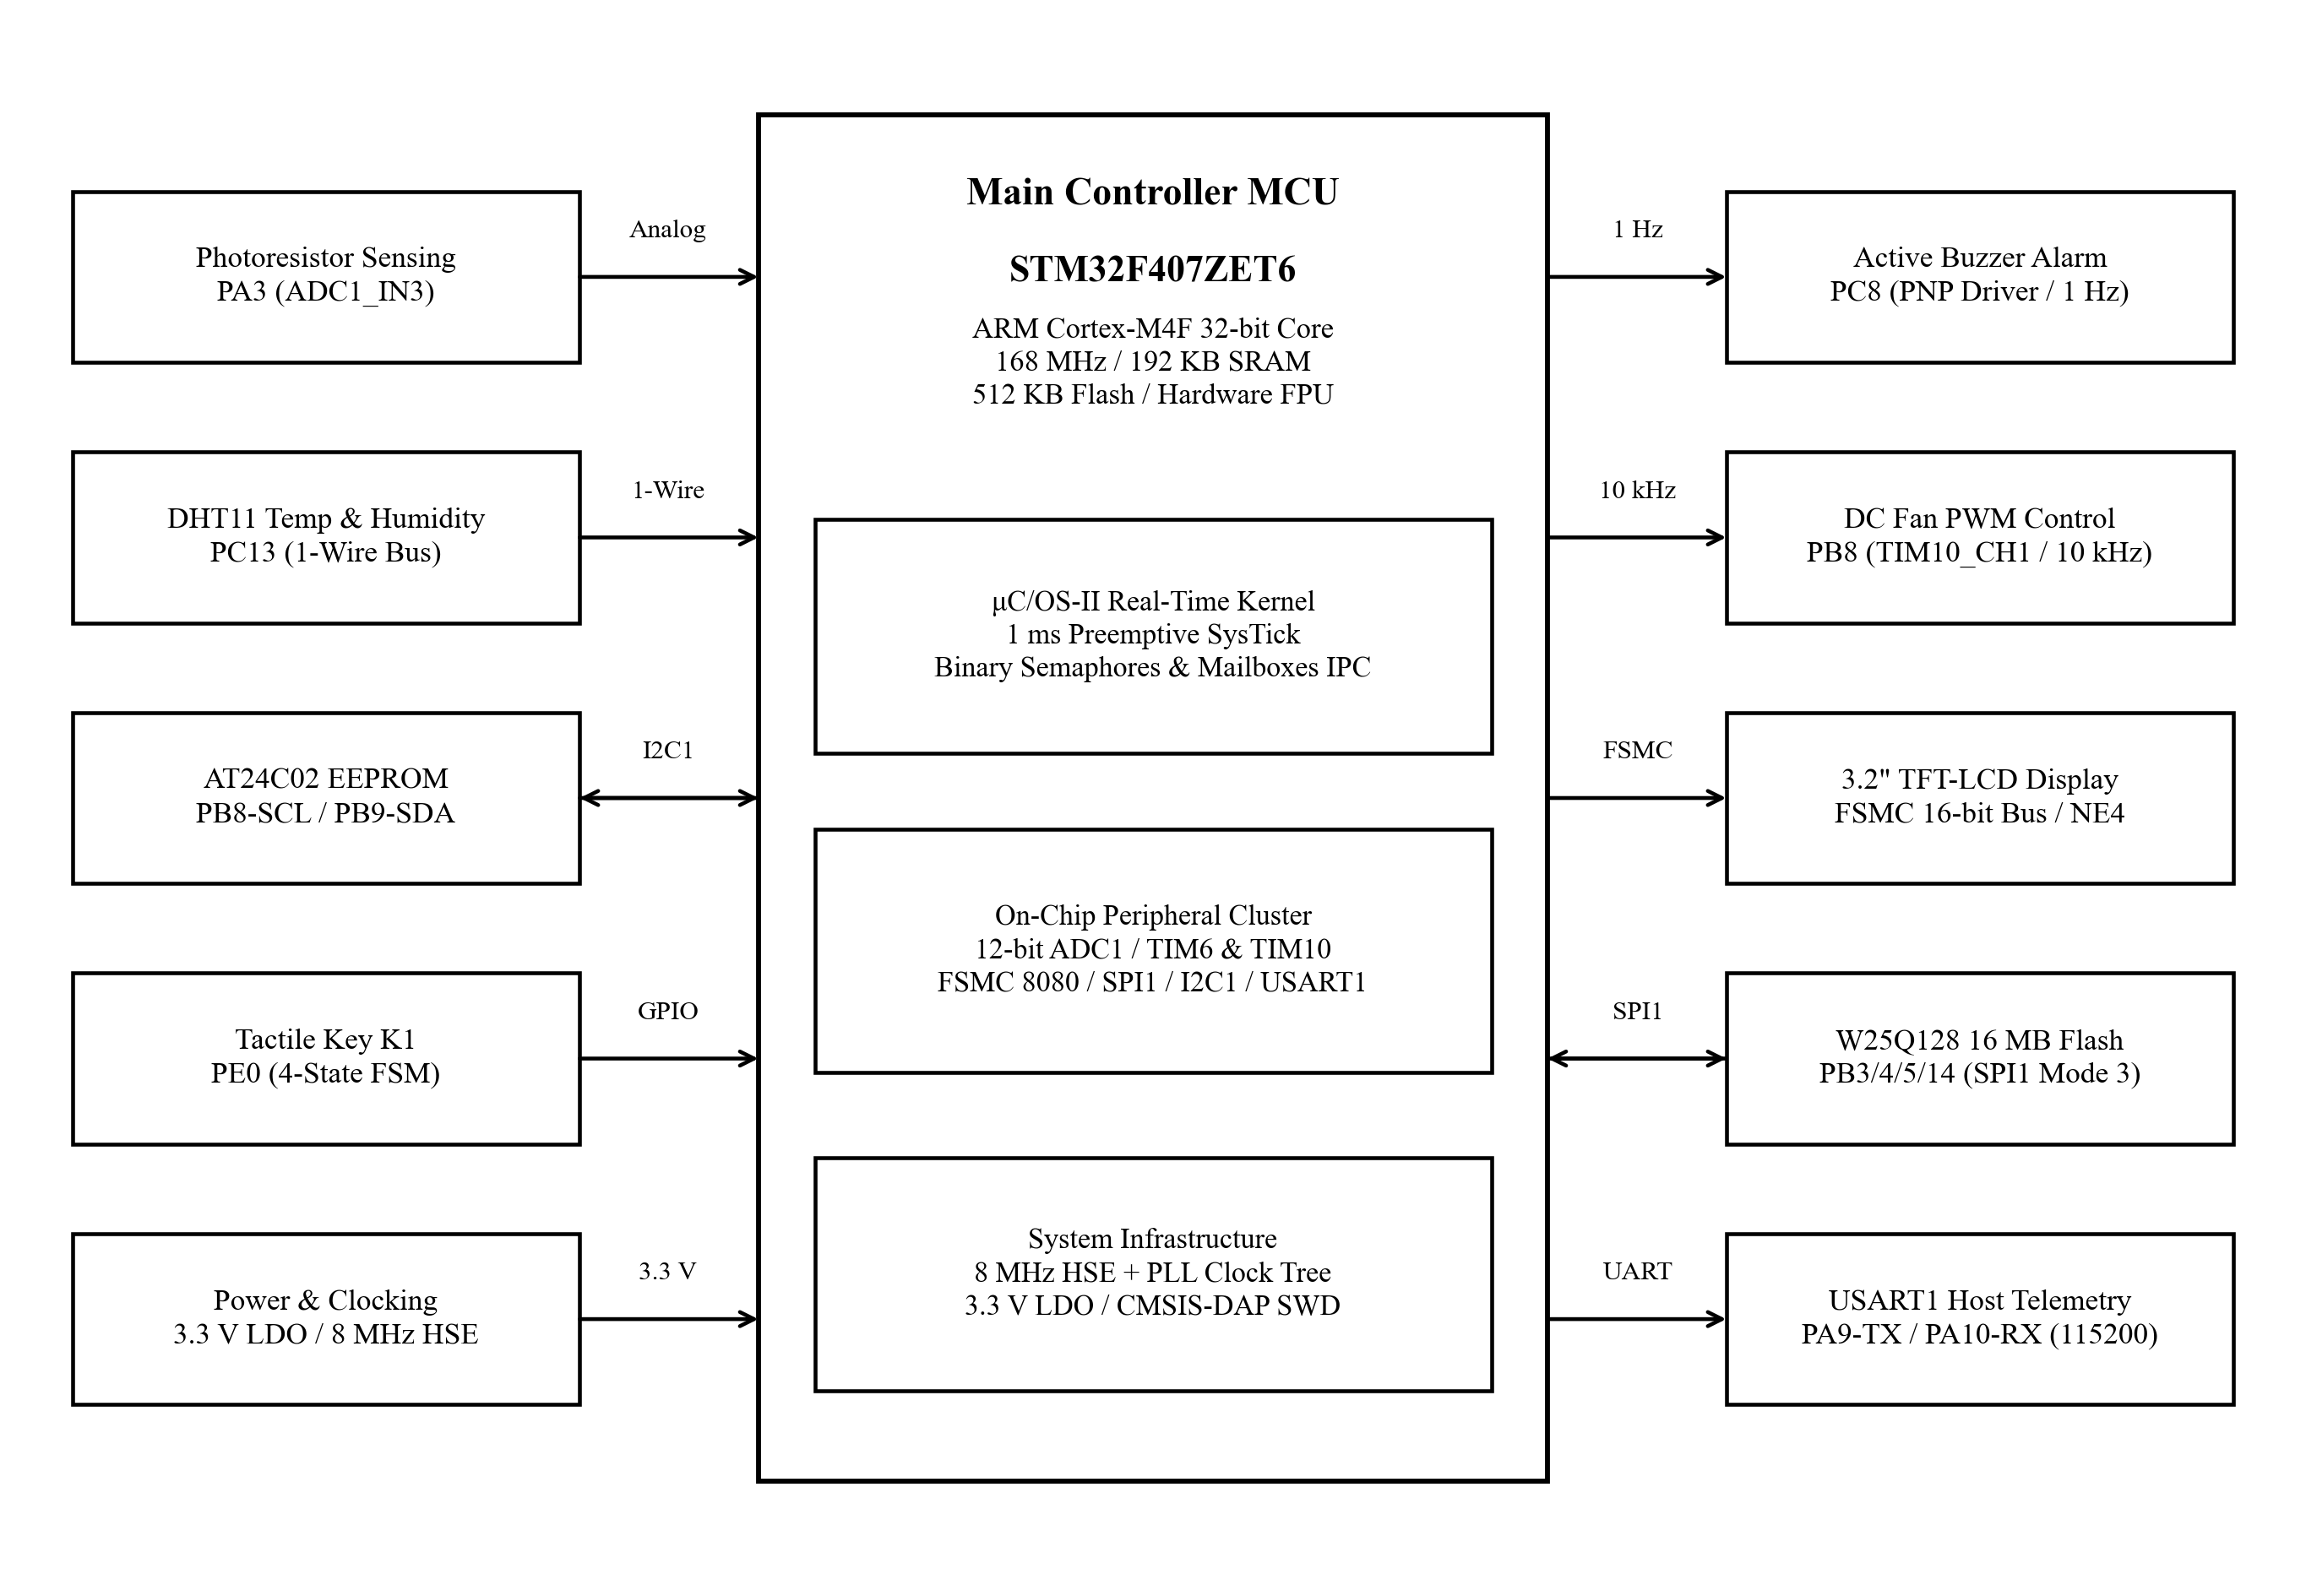 Photoresistor Sensing
PA3 (ADC1_IN3)
Analog
DHT11 Temp & Humidity
PC13 (1-Wire Bus)
1-Wire
AT24C02 EEPROM
PB8-SCL / PB9-SDA
I2C1
Tactile Key K1
PE0 (4-State FSM)
GPIO
Power & Clocking
3.3 V LDO / 8 MHz HSE
3.3 V
Main Controller MCU
STM32F407ZET6
ARM Cortex-M4F 32-bit Core
168 MHz / 192 KB SRAM
512 KB Flash / Hardware FPU
µC/OS-II Real-Time Kernel
1 ms Preemptive SysTick
Binary Semaphores & Mailboxes IPC
On-Chip Peripheral Cluster
12-bit ADC1 / TIM6 & TIM10
FSMC 8080 / SPI1 / I2C1 / USART1
System Infrastructure
8 MHz HSE + PLL Clock Tree
3.3 V LDO / CMSIS-DAP SWD
1 Hz
Active Buzzer Alarm
PC8 (PNP Driver / 1 Hz)
10 kHz
DC Fan PWM Control
PB8 (TIM10_CH1 / 10 kHz)
FSMC
3.2" TFT-LCD Display
FSMC 16-bit Bus / NE4
SPI1
W25Q128 16 MB Flash
PB3/4/5/14 (SPI1 Mode 3)
UART
USART1 Host Telemetry
PA9-TX / PA10-RX (115200)